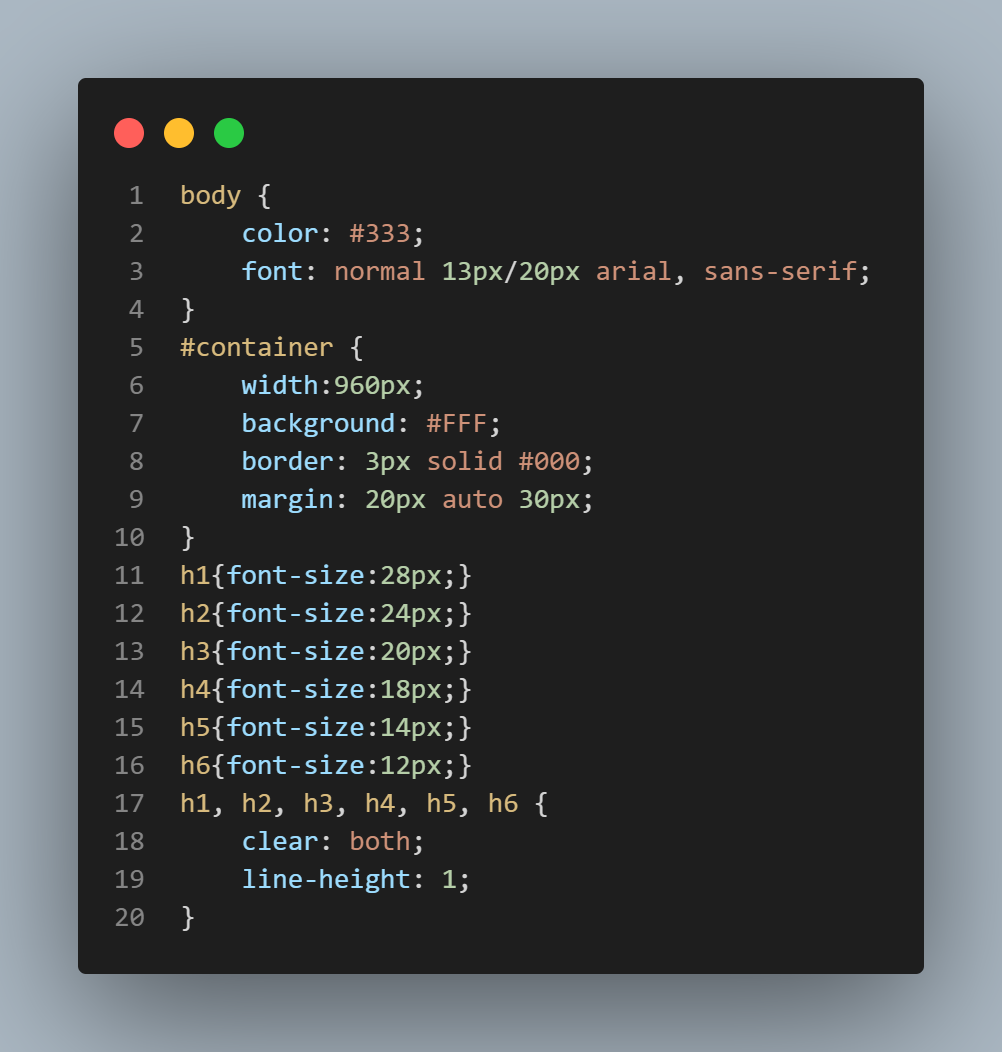 1 body {
2     color: #333;
3     font: normal 13px/20px arial, sans-serif;
4 }
5 #container {
6     width:960px;
7     background: #FFF;
8     border: 3px solid #000;
9     margin: 20px auto 30px;
10 }
11 h1{font-size:28px;}
12 h2{font-size:24px;}
13 h3{font-size:20px;}
14 h4{font-size:18px;}
15 h5{font-size:14px;}
16 h6{font-size:12px;}
17 h1, h2, h3, h4, h5, h6 {
18     clear: both;
19     line-height: 1;
20 }